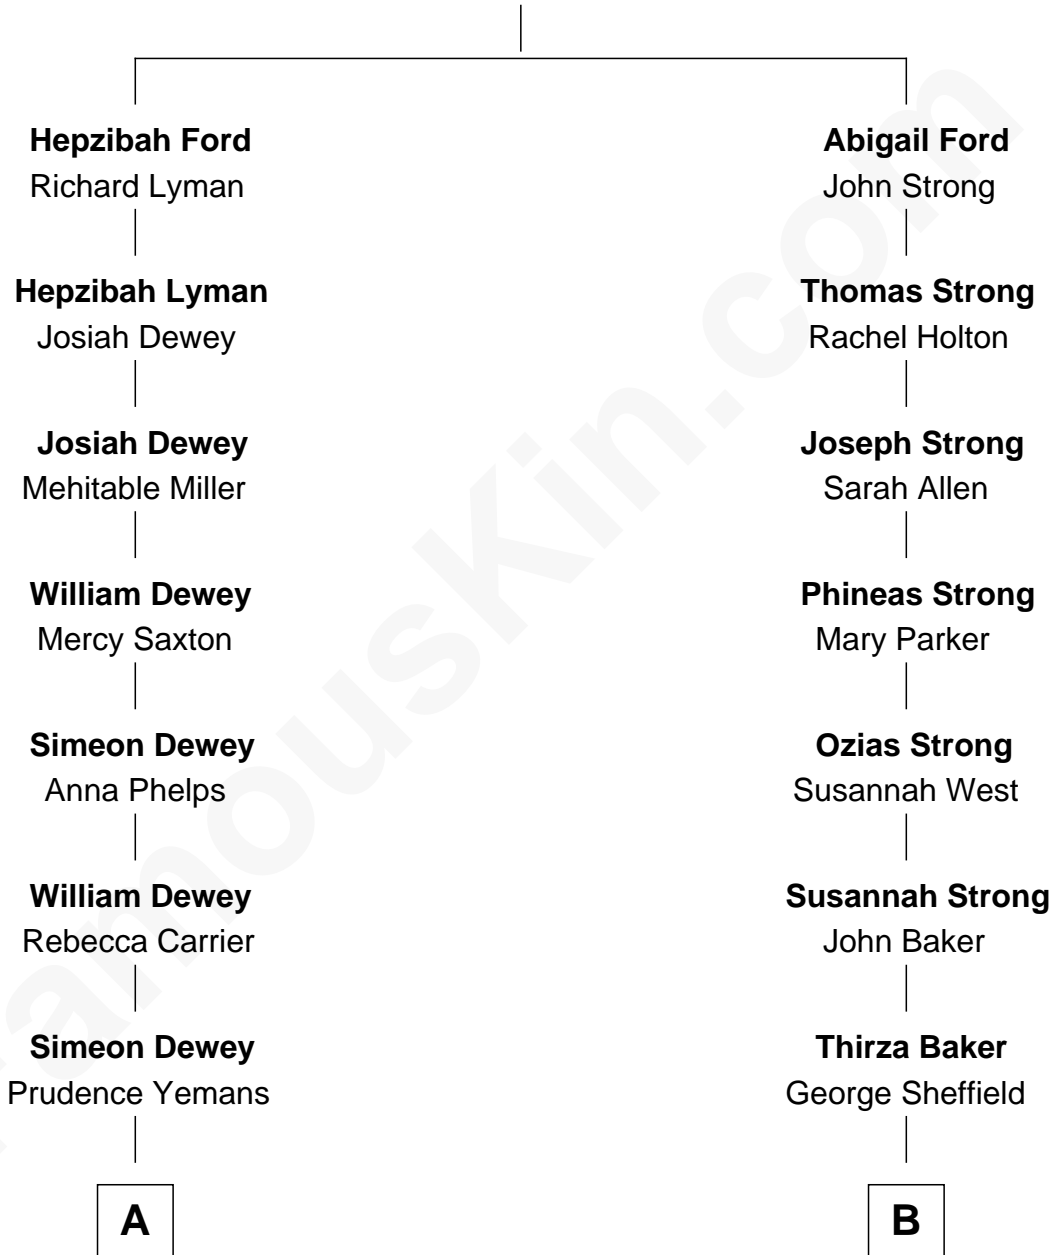 Hepzibah Ford
Richard Lyman
Abigail Ford
John Strong
Hepzibah Lyman
Josiah Dewey
Thomas Strong
Rachel Holton
Josiah Dewey
Mehitable Miller
Joseph Strong
Sarah Allen
William Dewey
Mercy Saxton
Phineas Strong
Mary Parker
Simeon Dewey
Anna Phelps
Ozias Strong
Susannah West
William Dewey
Rebecca Carrier
Susannah Strong
John Baker
Simeon Dewey
Prudence Yemans
Thirza Baker
George Sheffield
A
B
FamousKin.com